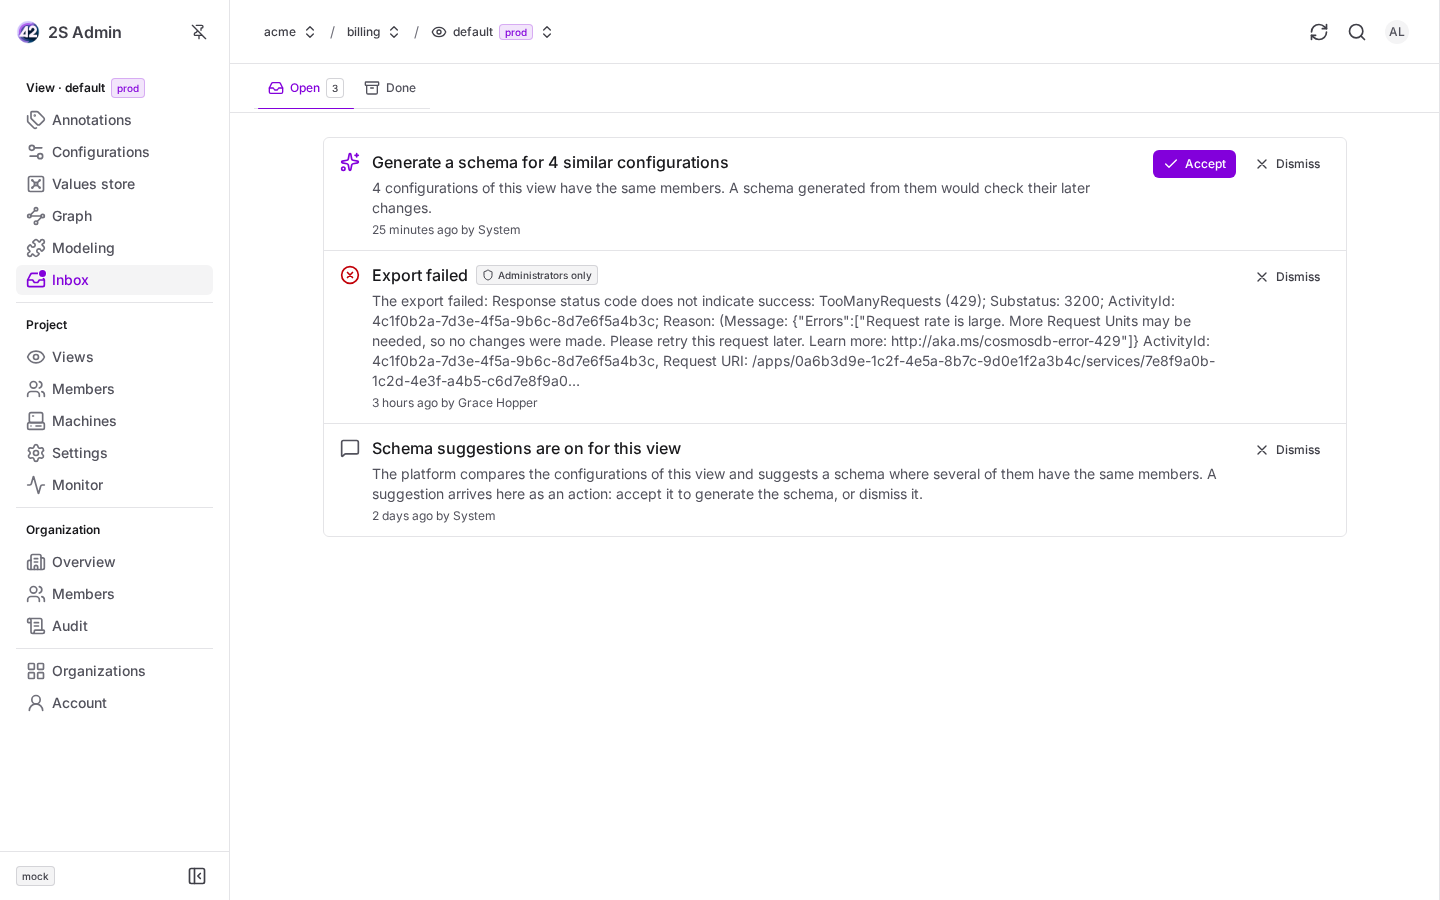 42 2S Admin
acme / billing / default prod
AL
View · default prod
Annotations
Configurations
Values store
Graph
Modeling
Inbox
Project
Views
Members
Machines
Settings
Monitor
Organization
Overview
Members
Audit
Organizations
Account
mock
Open 3 Done
Generate a schema for 4 similar configurations
Accept Dismiss
4 configurations of this view have the same members. A schema generated from them would check their later
changes.
25 minutes ago by System
Export failed Administrators only
Dismiss
The export failed: Response status code does not indicate success: TooManyRequests (429); Substatus: 3200; ActivityId:
4c1f0b2a-7d3e-4f5a-9b6c-8d7e6f5a4b3c; Reason: (Message: {"Errors":["Request rate is large. More Request Units may be
needed, so no changes were made. Please retry this request later. Learn more: http://aka.ms/cosmosdb-error-429"]} ActivityId:
4c1f0b2a-7d3e-4f5a-9b6c-8d7e6f5a4b3c, Request URI: /apps/0a6b3d9e-1c2f-4e5a-8b7c-9d0e1f2a3b4c/services/7e8f9a0b-
1c2d-4e3f-a4b5-c6d7e8f9a0...
3 hours ago by Grace Hopper
Schema suggestions are on for this view
Dismiss
The platform compares the configurations of this view and suggests a schema where several of them have the same members. A
suggestion arrives here as an action: accept it to generate the schema, or dismiss it.
2 days ago by System